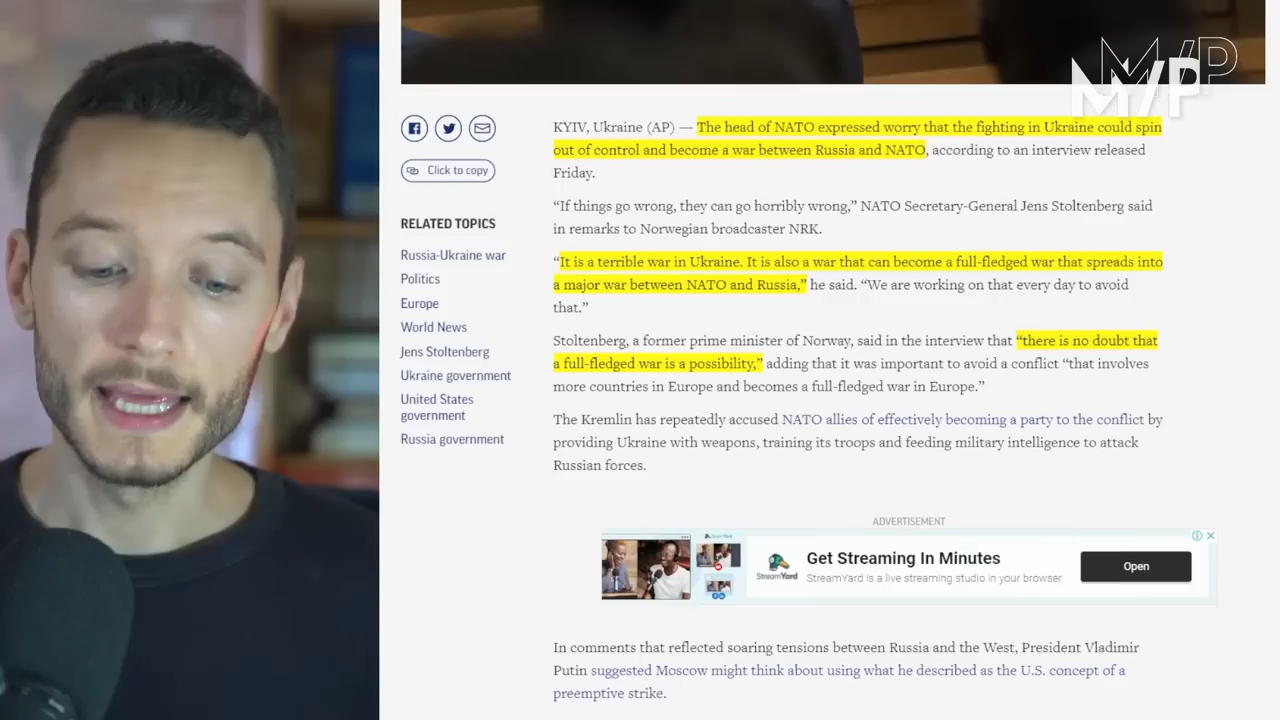 M/P
M/P
KYIV, Ukraine (AP) — The head of NATO expressed worry that the fighting in Ukraine could spin
out of control and become a war between Russia and NATO, according to an interview released
Friday.
Click to copy
“If things go wrong, they can go horribly wrong,” NATO Secretary-General Jens Stoltenberg said
in remarks to Norwegian broadcaster NRK.
“It is a terrible war in Ukraine. It is also a war that can become a full-fledged war that spreads into
a major war between NATO and Russia,” he said. “We are working on that every day to avoid
that.”
Stoltenberg, a former prime minister of Norway, said in the interview that “there is no doubt that
a full-fledged war is a possibility,” adding that it was important to avoid a conflict “that involves
more countries in Europe and becomes a full-fledged war in Europe.”
The Kremlin has repeatedly accused NATO allies of effectively becoming a party to the conflict by
providing Ukraine with weapons, training its troops and feeding military intelligence to attack
Russian forces.
RELATED TOPICS
Russia-Ukraine war
Politics
Europe
World News
Jens Stoltenberg
Ukraine government
United States
government
Russia government
ADVERTISEMENT
StreamYard
Get Streaming In Minutes
StreamYard is a live streaming studio in your browser.
Open
In comments that reflected soaring tensions between Russia and the West, President Vladimir
Putin suggested Moscow might think about using what he described as the U.S. concept of a
preemptive strike.